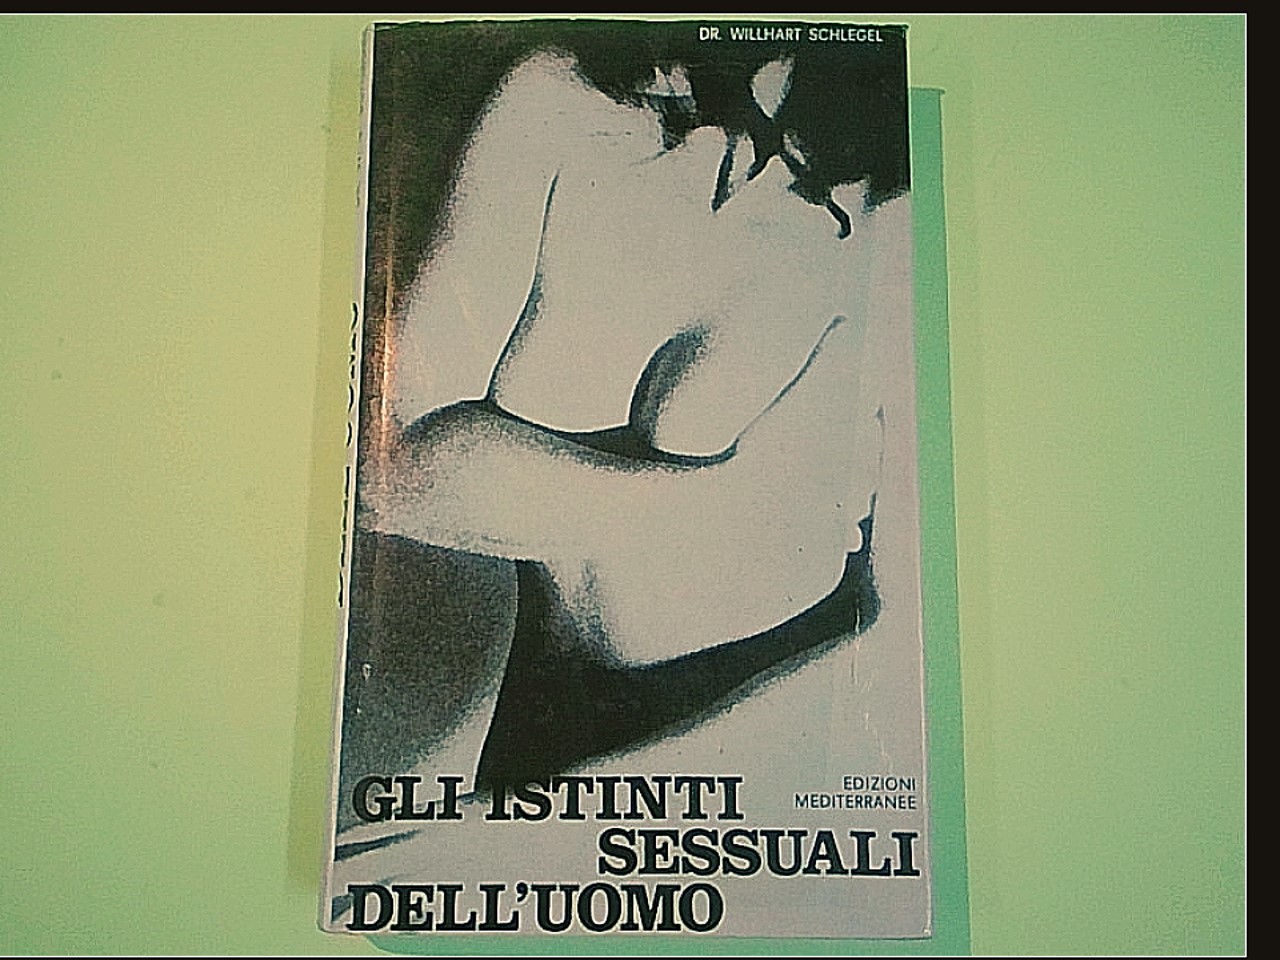 DR. WILLHART SCHLEGEL
GLI ISTINTI
SESSUALI
DELL'UOMO
EDIZIONI
MEDITERRANEE